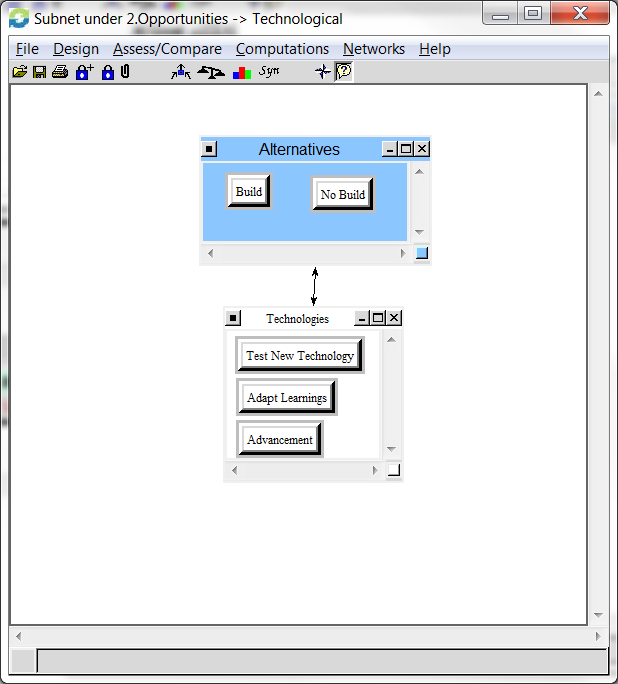 Subnet under 2.Opportunities -> Technological
File Design Assess/Compare Computations Networks Help
Syn
Alternatives
Build No Build
Technologies
Test New Technology
Adapt Learnings
Advancement